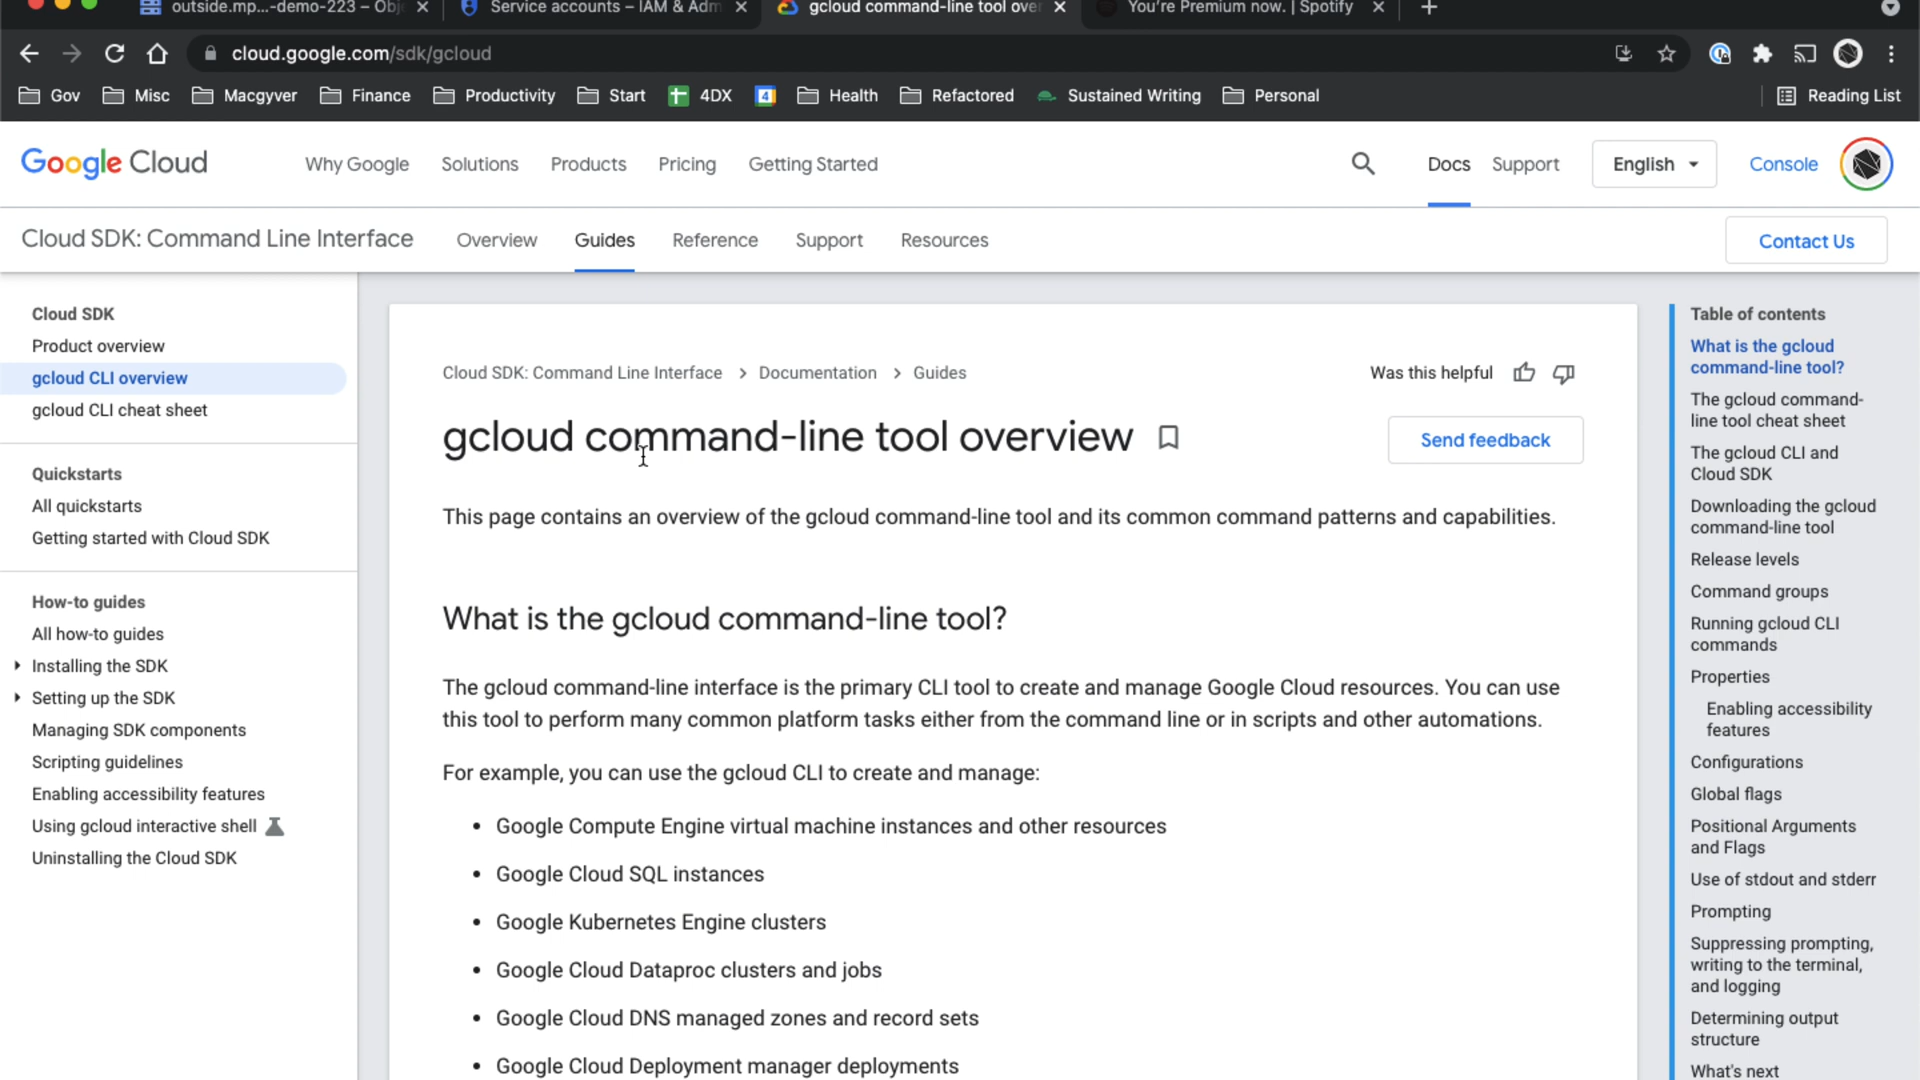 outside.mp...-demo-223 – Obj
Service accounts – IAM & Adm
gcloud command-line tool over
You're Premium now. | Spotify
cloud.google.com/sdk/gcloud
Gov
Misc
Macgyver
Finance
Productivity
Start
4DX
4
Health
Refactored
Sustained Writing
Personal
Reading List
Google Cloud
Why Google
Solutions
Products
Pricing
Getting Started
Docs
Support
English
Console
Cloud SDK: Command Line Interface
Overview
Guides
Reference
Support
Resources
Contact Us
Cloud SDK
Product overview
gcloud CLI overview
gcloud CLI cheat sheet
Quickstarts
All quickstarts
Getting started with Cloud SDK
How-to guides
All how-to guides
Installing the SDK
Setting up the SDK
Managing SDK components
Scripting guidelines
Enabling accessibility features
Using gcloud interactive shell
Uninstalling the Cloud SDK
Cloud SDK: Command Line Interface > Documentation > Guides
Was this helpful
gcloud command-line tool overview
Send feedback
This page contains an overview of the gcloud command-line tool and its common command patterns and capabilities.
What is the gcloud command-line tool?
The gcloud command-line interface is the primary CLI tool to create and manage Google Cloud resources. You can use
this tool to perform many common platform tasks either from the command line or in scripts and other automations.
For example, you can use the gcloud CLI to create and manage:
• Google Compute Engine virtual machine instances and other resources
• Google Cloud SQL instances
• Google Kubernetes Engine clusters
• Google Cloud Dataproc clusters and jobs
• Google Cloud DNS managed zones and record sets
• Google Cloud Deployment manager deployments
Table of contents
What is the gcloud
command-line tool?
The gcloud command-
line tool cheat sheet
The gcloud CLI and
Cloud SDK
Downloading the gcloud
command-line tool
Release levels
Command groups
Running gcloud CLI
commands
Properties
Enabling accessibility
features
Configurations
Global flags
Positional Arguments
and Flags
Use of stdout and stderr
Prompting
Suppressing prompting,
writing to the terminal,
and logging
Determining output
structure
What's next